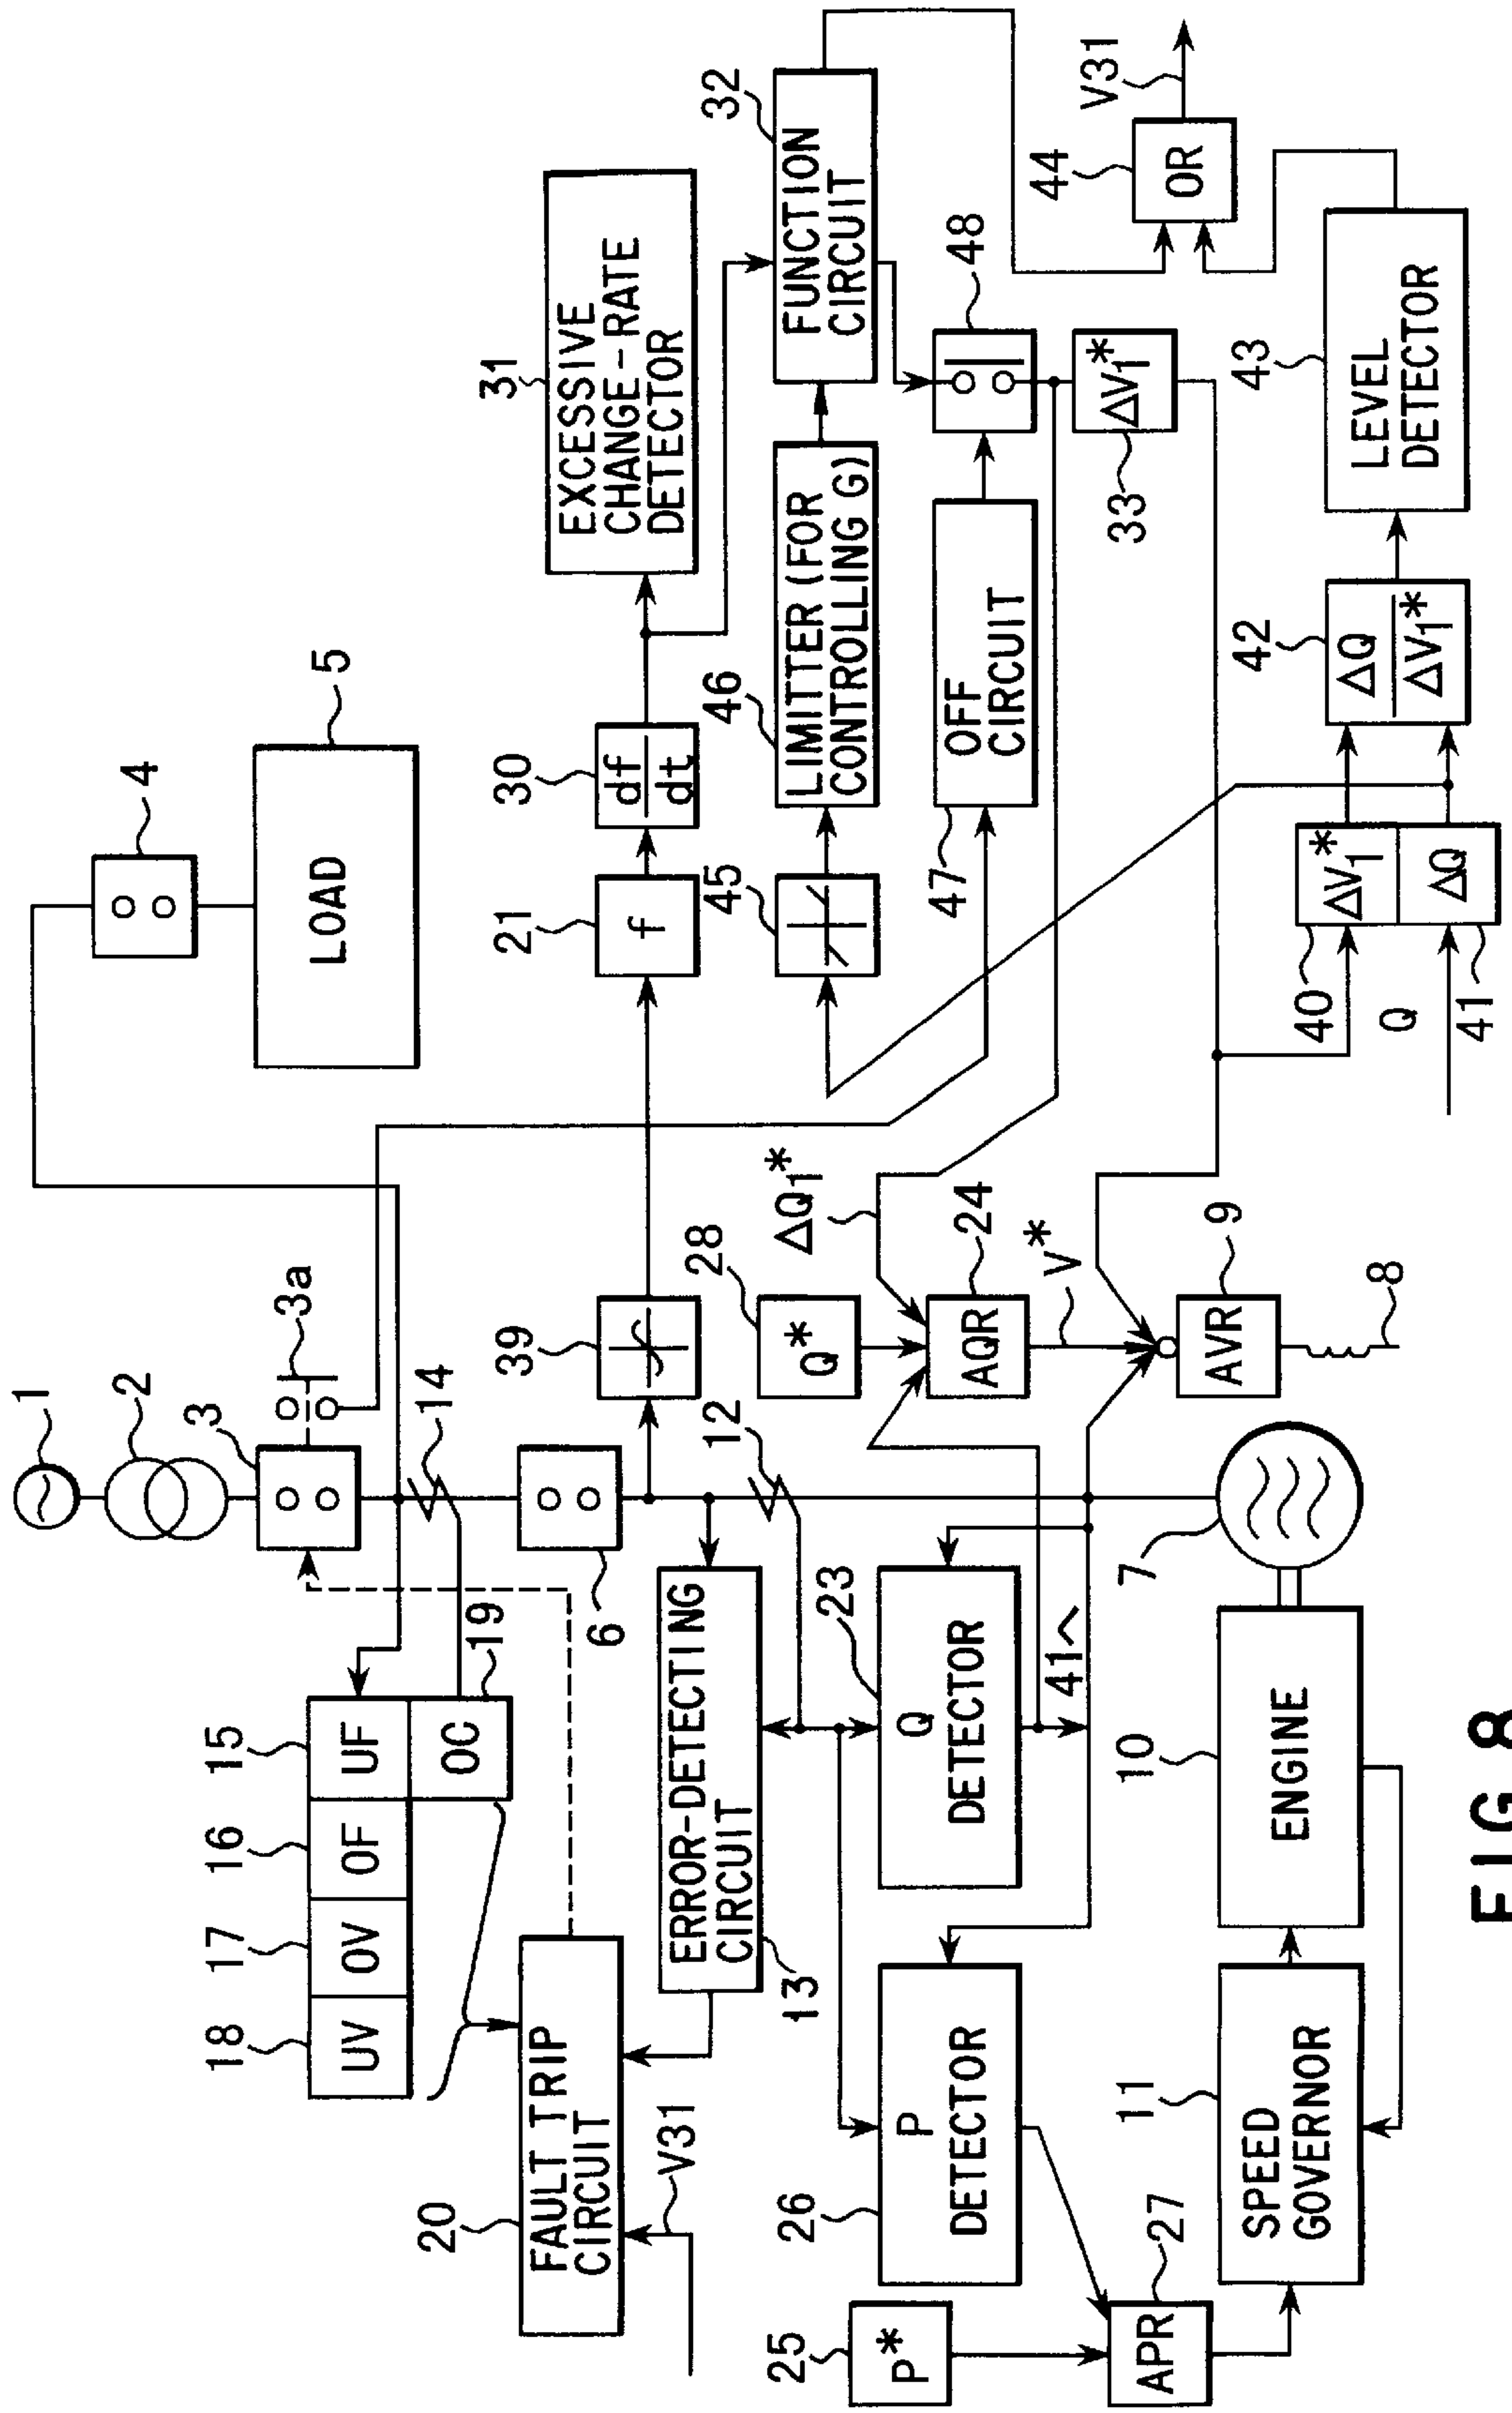 1
2
3
3a
14
4
5
LOAD
15
16
17
18
UF
OF
OV
UV
OC
19
20
FAULT TRIP
CIRCUIT
V31
6
12
13
ERROR-DETECTING
CIRCUIT
39
21
f
30
df
dt
31
EXCESSIVE
CHANGE-RATE
DETECTOR
45
46
LIMITTER (FOR
CONTROLLING G)
32
FUNCTION
CIRCUIT
47
OFF
CIRCUIT
48
33
ΔV1*
44
OR
V31
23
Q
DETECTOR
41
26
P
DETECTOR
25
P*
27
APR
28
Q*
ΔQ1*
24
AQR
V*
9
AVR
8
7
10
ENGINE
11
SPEED
GOVERNOR
40
ΔV1*
Q
41
ΔQ
42
ΔQ
ΔV1*
43
LEVEL
DETECTOR
FIG 8